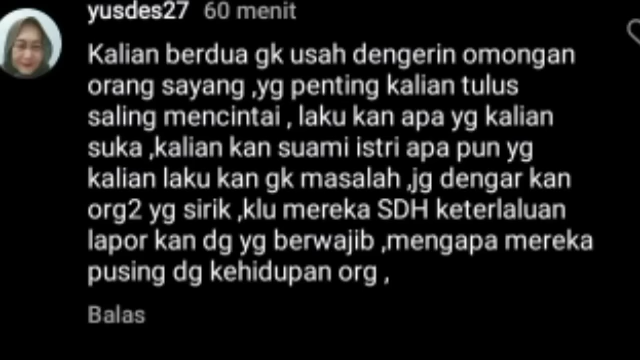 yusdes27 60 menit
Kalian berdua gk usah dengerin omongan
orang sayang ,yg penting kalian tulus
saling mencintai , laku kan apa yg kalian
suka ,kalian kan suami istri apa pun yg
kalian laku kan gk masalah ,jg dengar kan
org2 yg sirik ,klu mereka SDH keterlaluan
lapor kan dg yg berwajib ,mengapa mereka
pusing dg kehidupan org ,
Balas